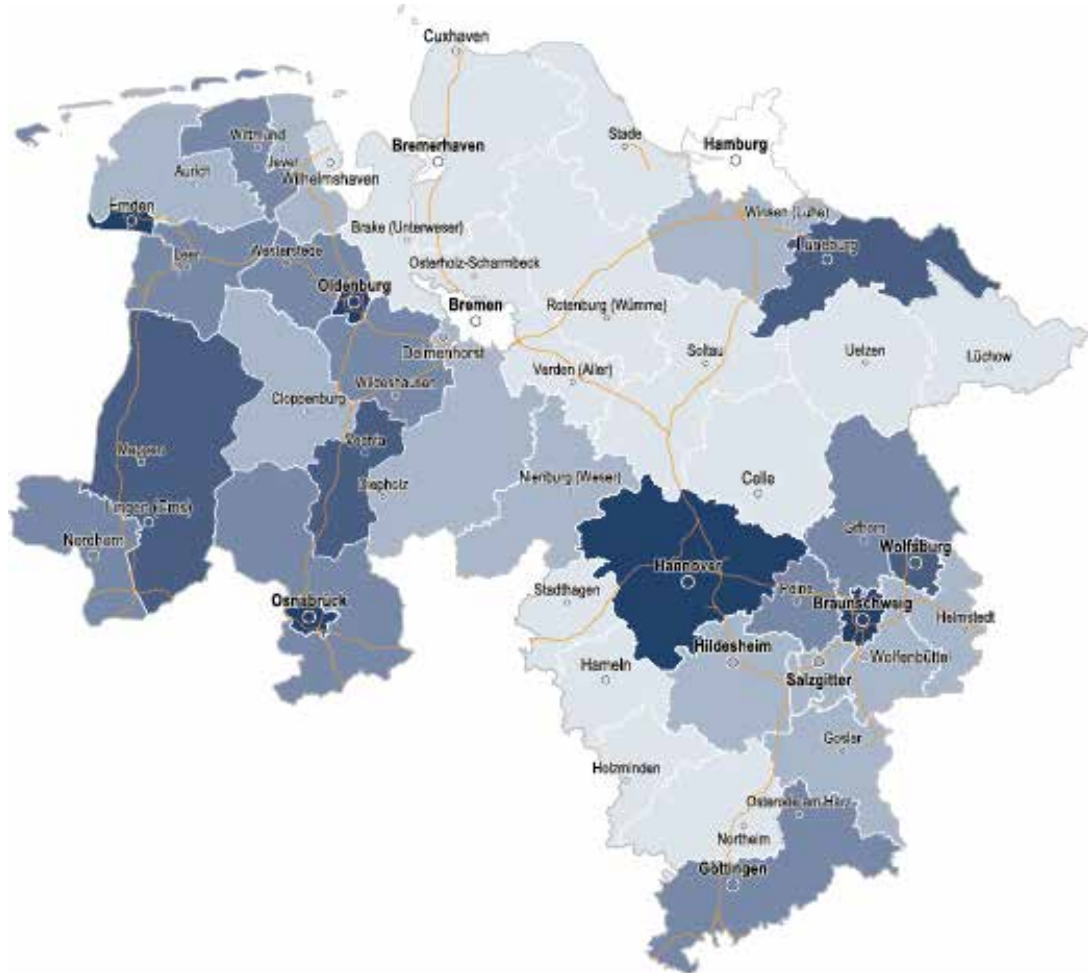 Cuxhaven
Wittmund
Stade
Hamburg
Bremerhaven
Jever
Aurich
Wilhelmshaven
Emden
Winsen (Luhe)
Brake (Unterweser)
Lüneburg
Leer
Westerstede
Osterholz-Scharmbeck
Oldenburg
Bremen
Rotenburg (Wümme)
Delmenhorst
Soltau
Uelzen
Lüchow
Verden (Aller)
Wildeshausen
Cloppenburg
Vechta
Meppen
Diepholz
Nienburg (Weser)
Celle
Lingen (Ems)
Gifhorn
Nordhorn
Wolfsburg
Hannover
Stadthagen
Peine
Osnabrück
Braunschweig
Helmstedt
Hildesheim
Wolfenbüttel
Hameln
Salzgitter
Goslar
Holzminden
Osterode am Harz
Northeim
Göttingen